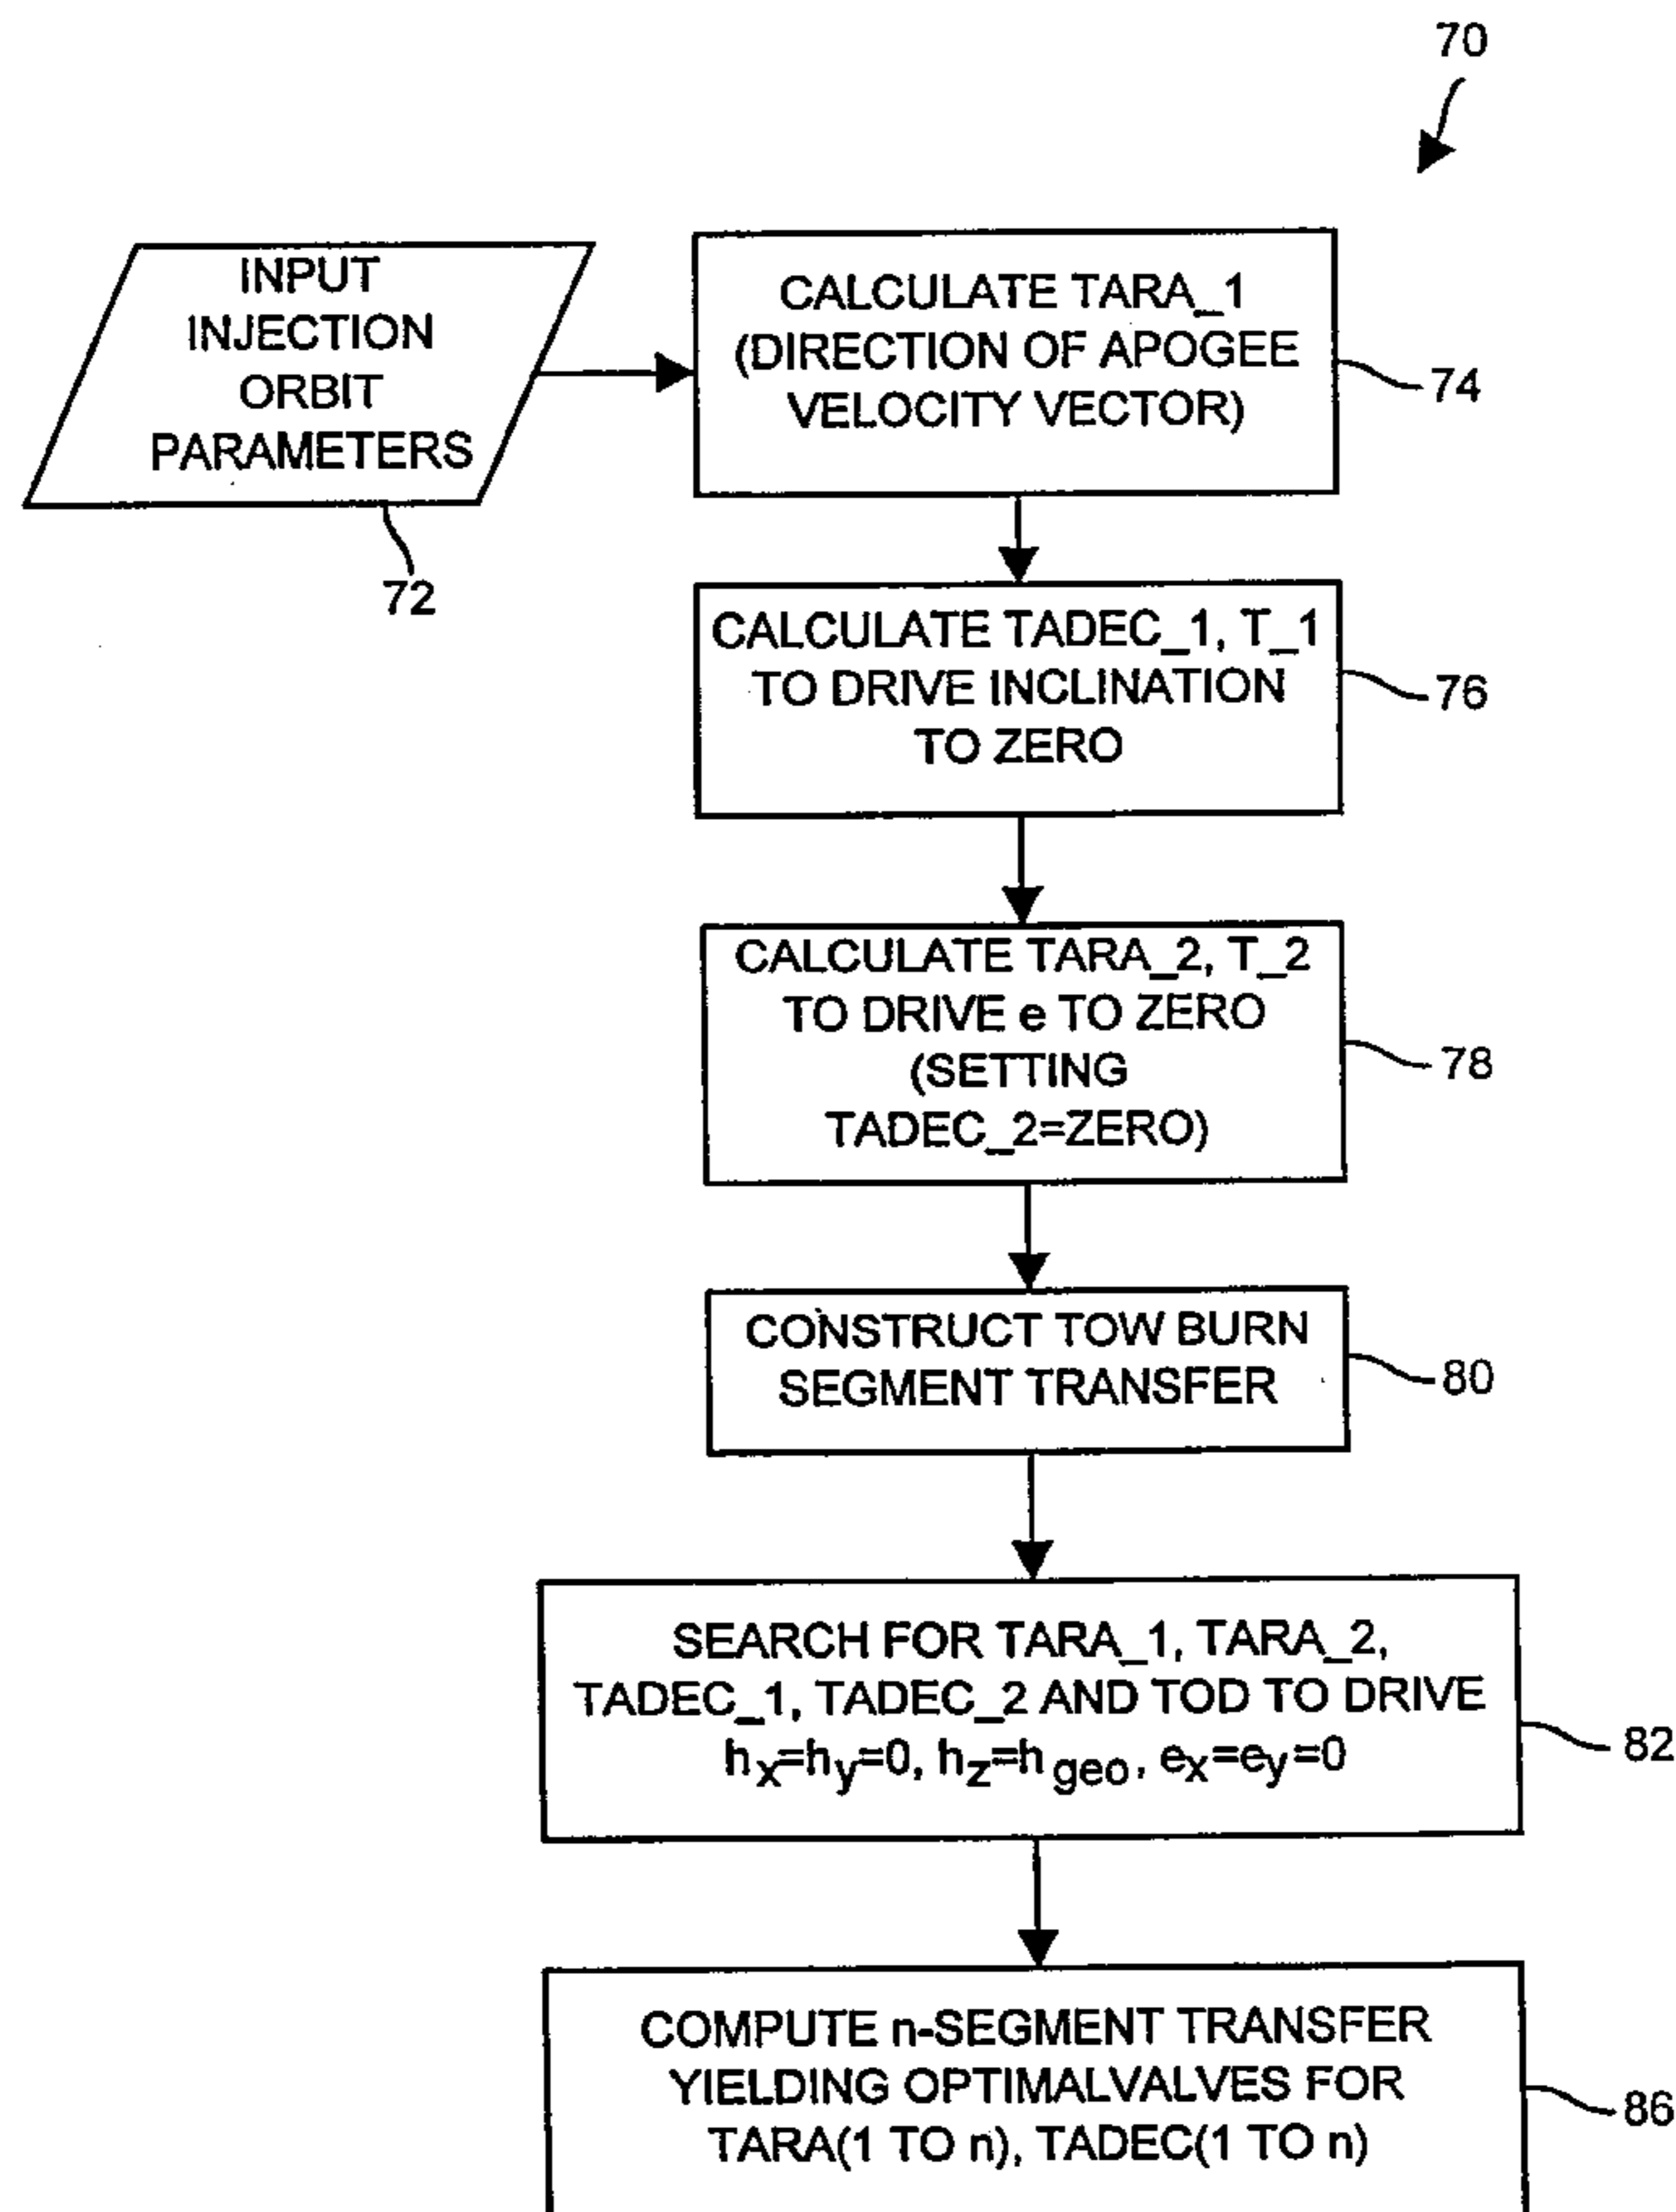 70
INPUT
INJECTION
ORBIT
PARAMETERS
72
CALCULATE TARA_1
(DIRECTION OF APOGEE
VELOCITY VECTOR)
74
CALCULATE TADEC_1, T_1
TO DRIVE INCLINATION
TO ZERO
76
CALCULATE TARA_2, T_2
TO DRIVE e TO ZERO
(SETTING
TADEC_2=ZERO)
78
CONSTRUCT TOW BURN
SEGMENT TRANSFER
80
SEARCH FOR TARA_1, TARA_2,
TADEC_1, TADEC_2 AND TOD TO DRIVE
hx=hy=0, hz=hgeo, ex=ey=0
82
COMPUTE n-SEGMENT TRANSFER
YIELDING OPTIMALVALVES FOR
TARA(1 TO n), TADEC(1 TO n)
86